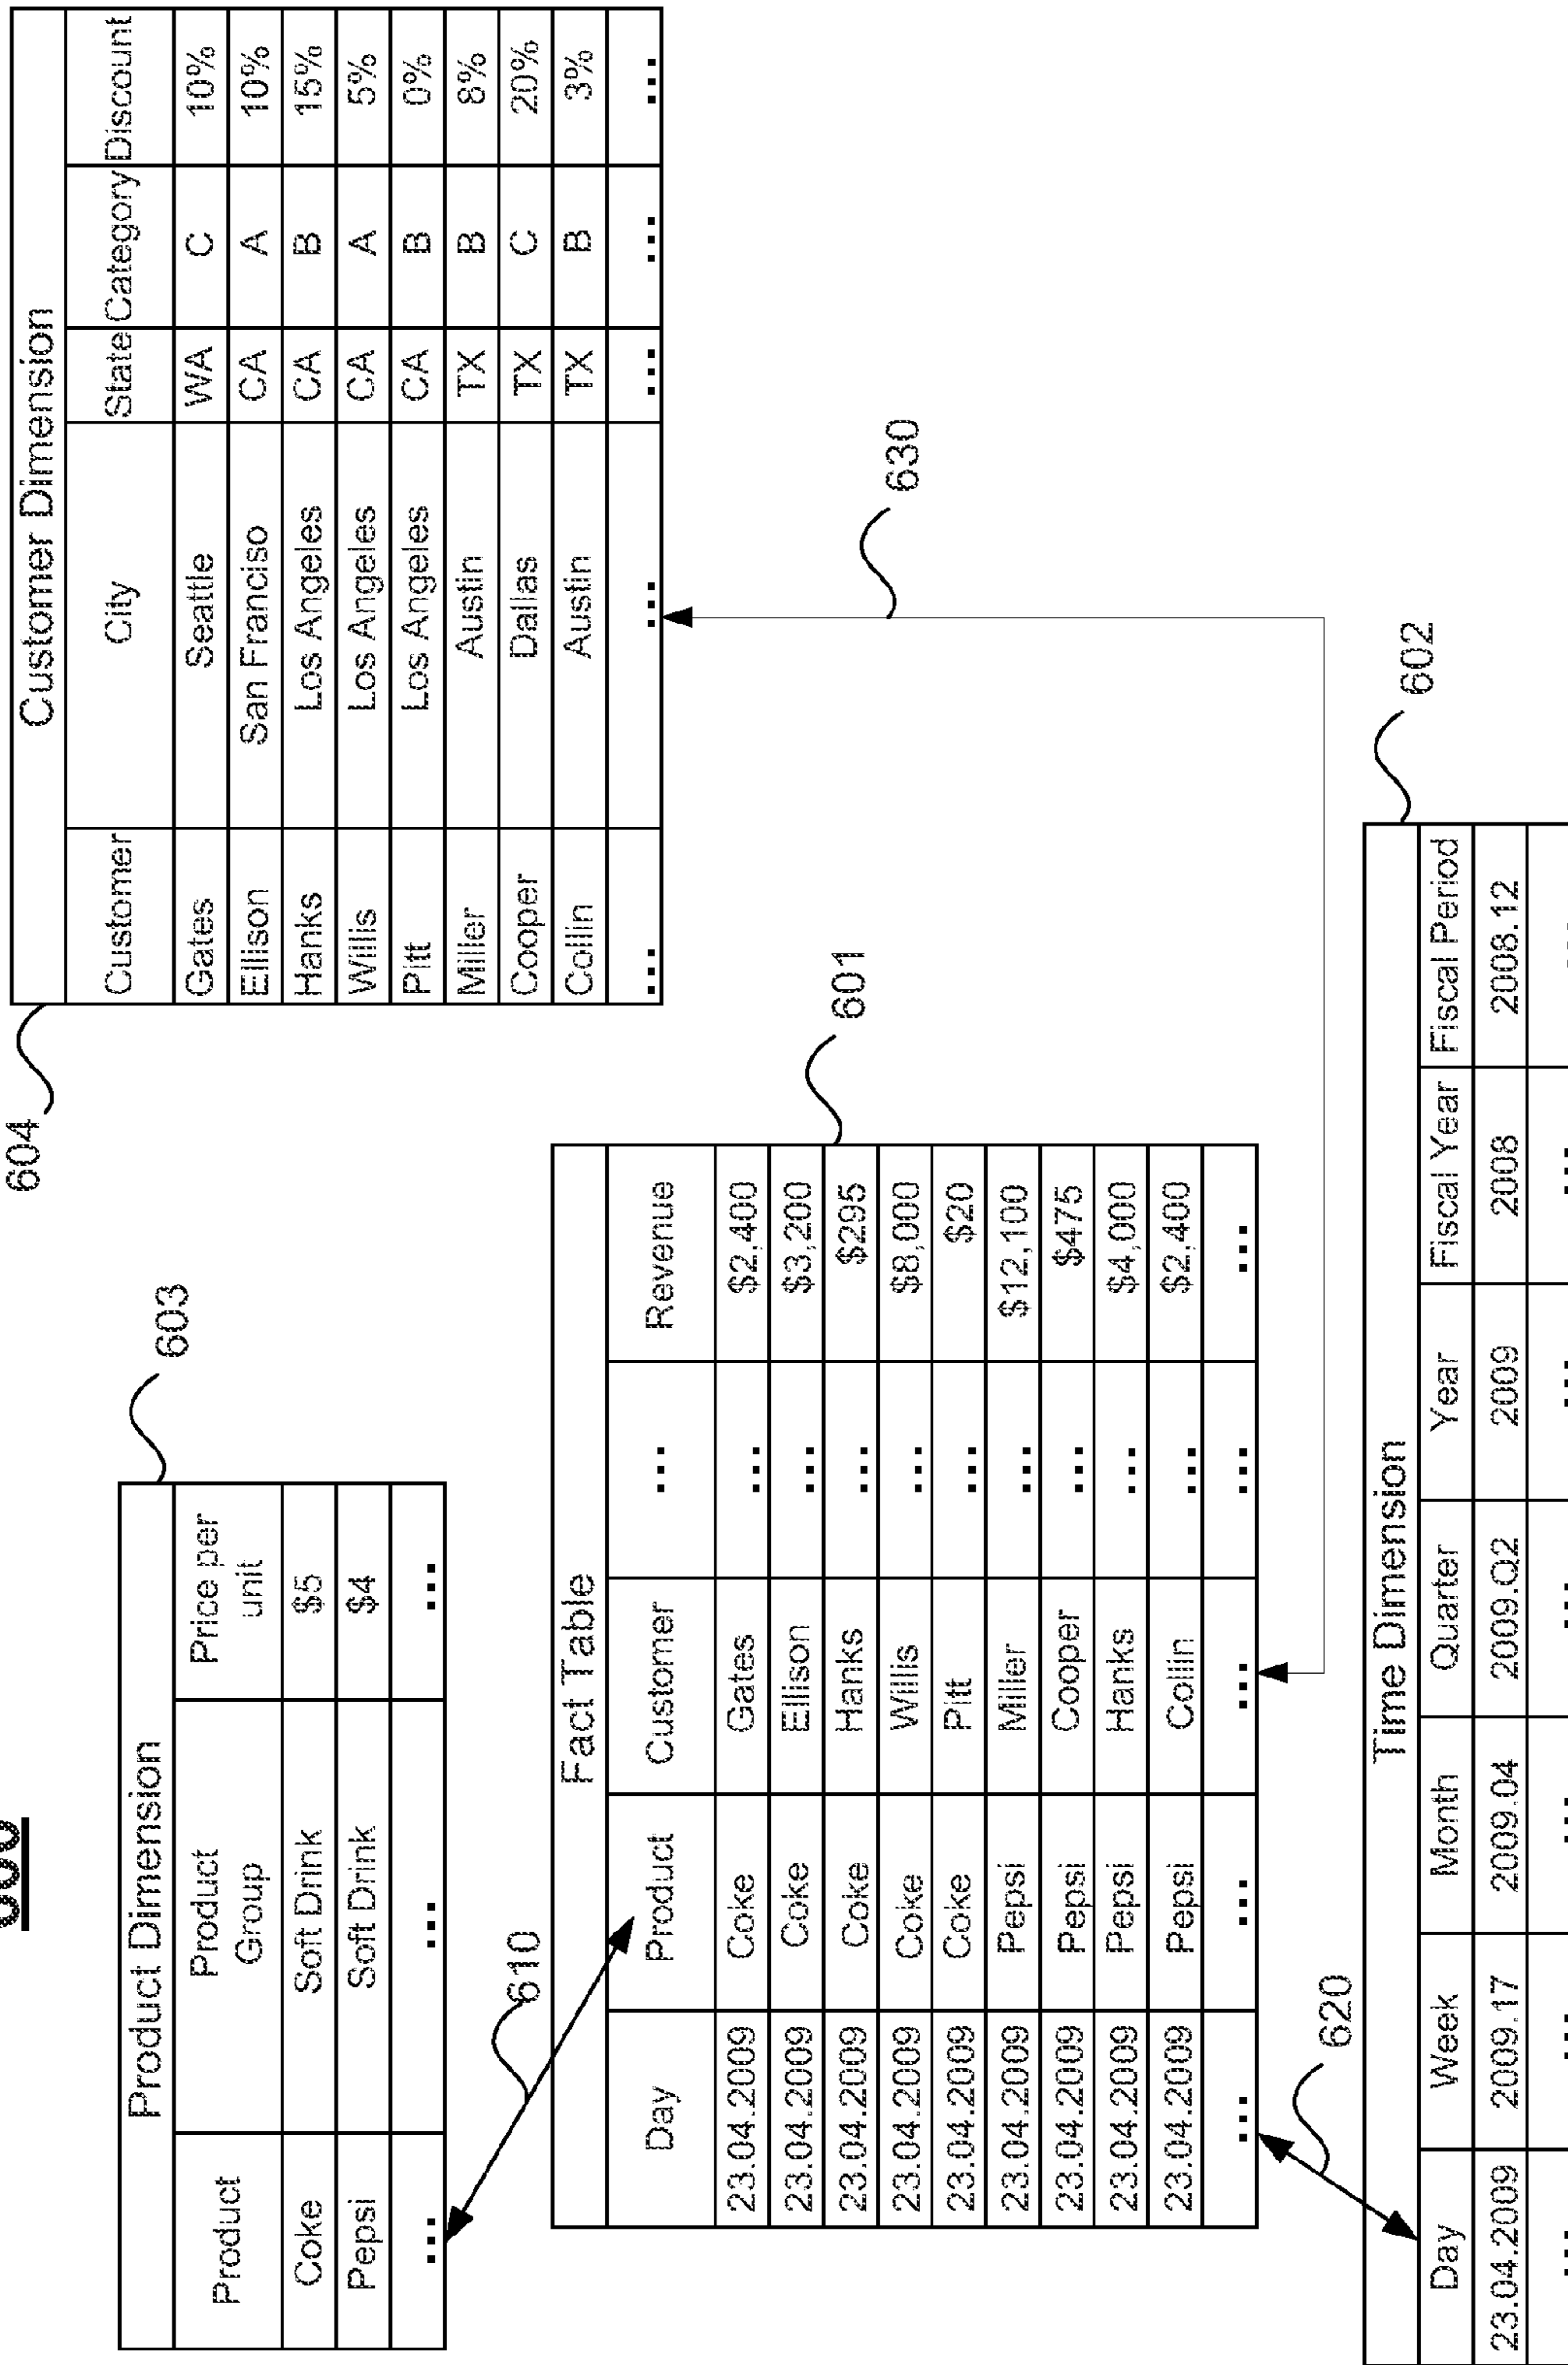 604
Customer Dimension
Customer City State Category Discount
Gates Seattle WA C 10%
Ellison San Franciso CA A 10%
Hanks Los Angeles CA B 15%
Willis Los Angeles CA A 5%
Pitt Los Angeles CA B 0%
Miller Austin TX B 8%
Cooper Dallas TX C 20%
Collin Austin TX B 3%
... ... ... ... ...
630
603
Product Dimension
Product Product Group Price per unit
Coke Soft Drink $5
Pepsi Soft Drink $4
... ... ...
610
601
Fact Table
Day Product Customer ... Revenue
23.04.2009 Coke Gates ... $2,400
23.04.2009 Coke Ellison ... $3,200
23.04.2009 Coke Hanks ... $295
23.04.2009 Coke Willis ... $8,000
23.04.2009 Coke Pitt ... $20
23.04.2009 Pepsi Miller ... $12,100
23.04.2009 Pepsi Cooper ... $475
23.04.2009 Pepsi Hanks ... $4,000
23.04.2009 Pepsi Collin ... $2,400
... ... ... ... ...
620
602
Time Dimension
Day Week Month Quarter Year Fiscal Year Fiscal Period
23.04.2009 2009.17 2009.04 2009.Q2 2009 2008 2008.12
... ... ... ... ... ... ...